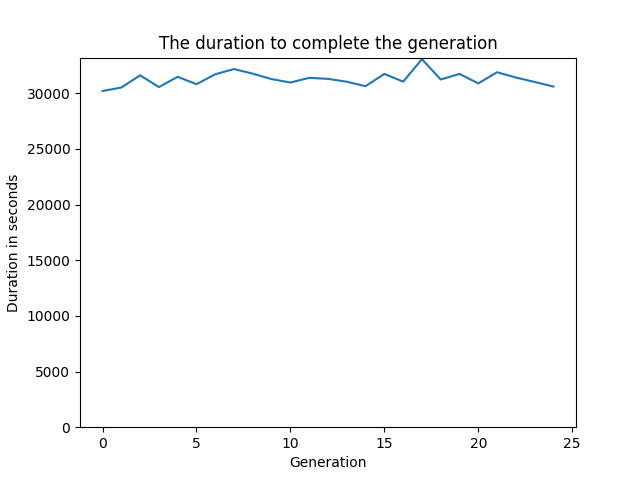 The duration to complete the generation
30000
25000
20000
15000
10000
5000
0
Duration in seconds
0 5 10 15 20 25
Generation